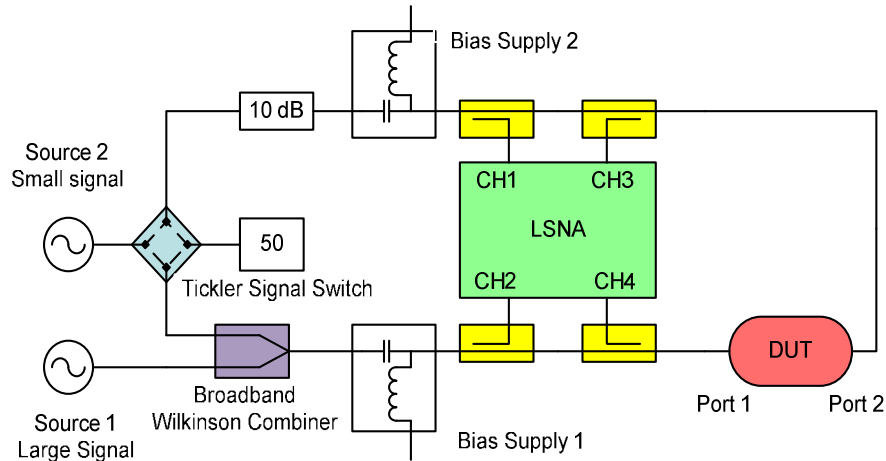 Bias Supply 2
10 dB
Source 2
Small signal
CH1
CH3
LSNA
50
CH2
CH4
Tickler Signal Switch
DUT
Broadband
Wilkinson Combiner
Port 1
Port 2
Source 1
Large Signal
Bias Supply 1